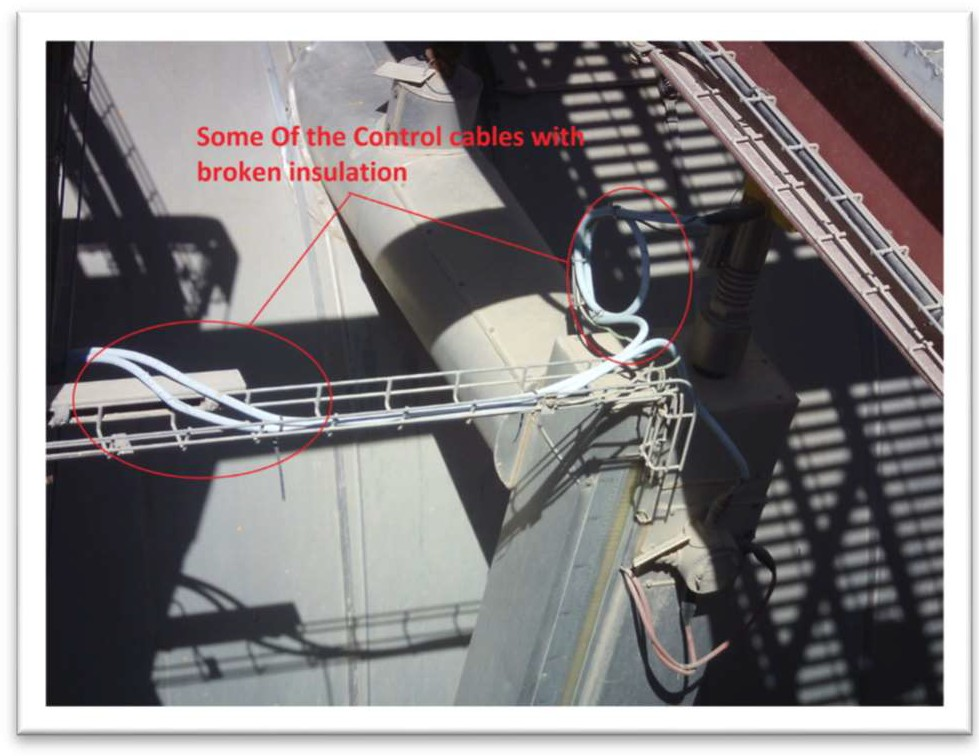 Some Of the Control cables with
broken insulation